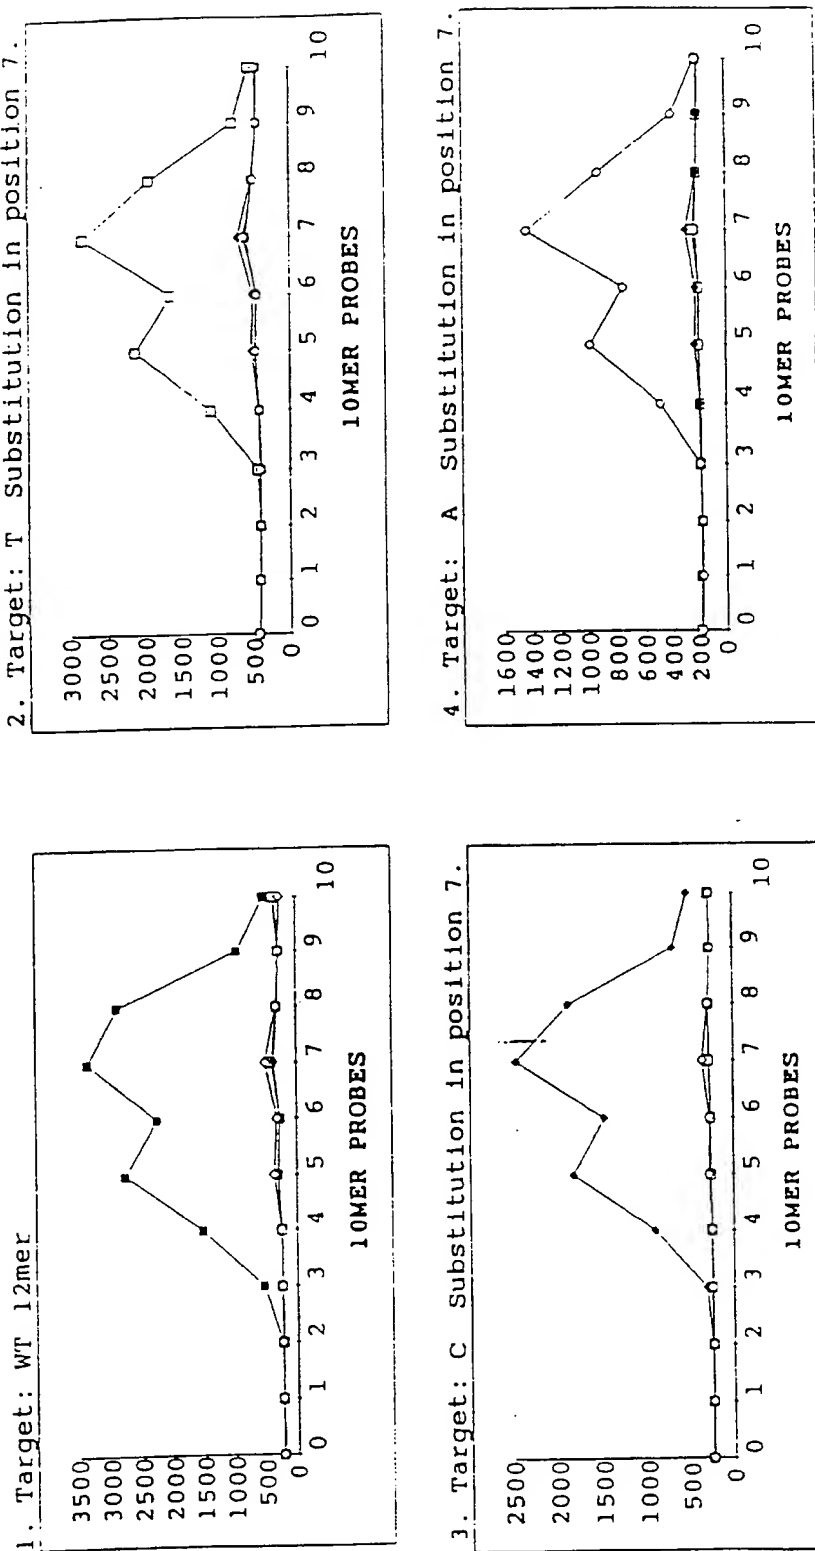 1. Target: WT 12mer
3500
3000
2500
2000
1500
1000
500
0
0 1 2 3 4 5 6 7 8 9 10
10MER PROBES
2. Target: T Substitution in position 7.
3000
2500
2000
1500
1000
500
0
0 1 2 3 4 5 6 7 8 9 10
10MER PROBES
3. Target: C Substitution in position 7.
2500
2000
1500
1000
500
0
0 1 2 3 4 5 6 7 8 9 10
10MER PROBES
4. Target: A Substitution in position 7.
1600
1400
1200
1000
800
600
400
200
0
0 1 2 3 4 5 6 7 8 9 10
10MER PROBES